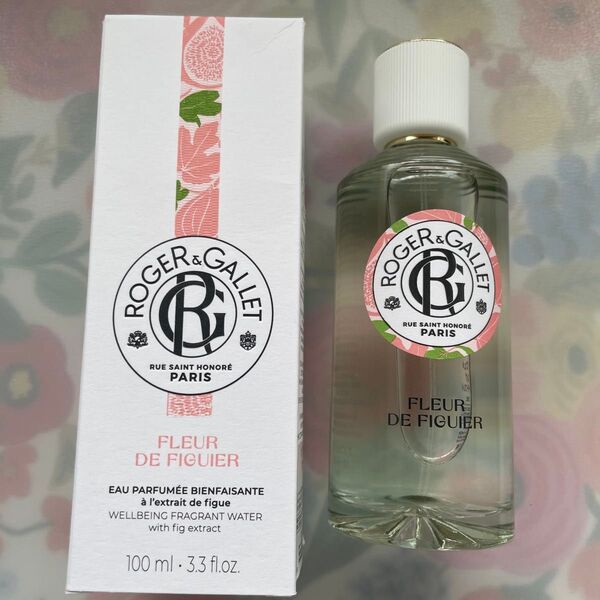 ROGER & GALLET
RG
RUE SAINT HONORÉ
PARIS
FLEUR
DE FIGUIER
EAU PARFUMÉE BIENFAISANTE
à l'extrait de figue
WELLBEING FRAGRANT WATER
with fig extract
100 ml • 3.3 fl.oz.
ROGER & GALLET
RG
RUE SAINT HONORÉ
PARIS
FLEUR
DE FIGUIER